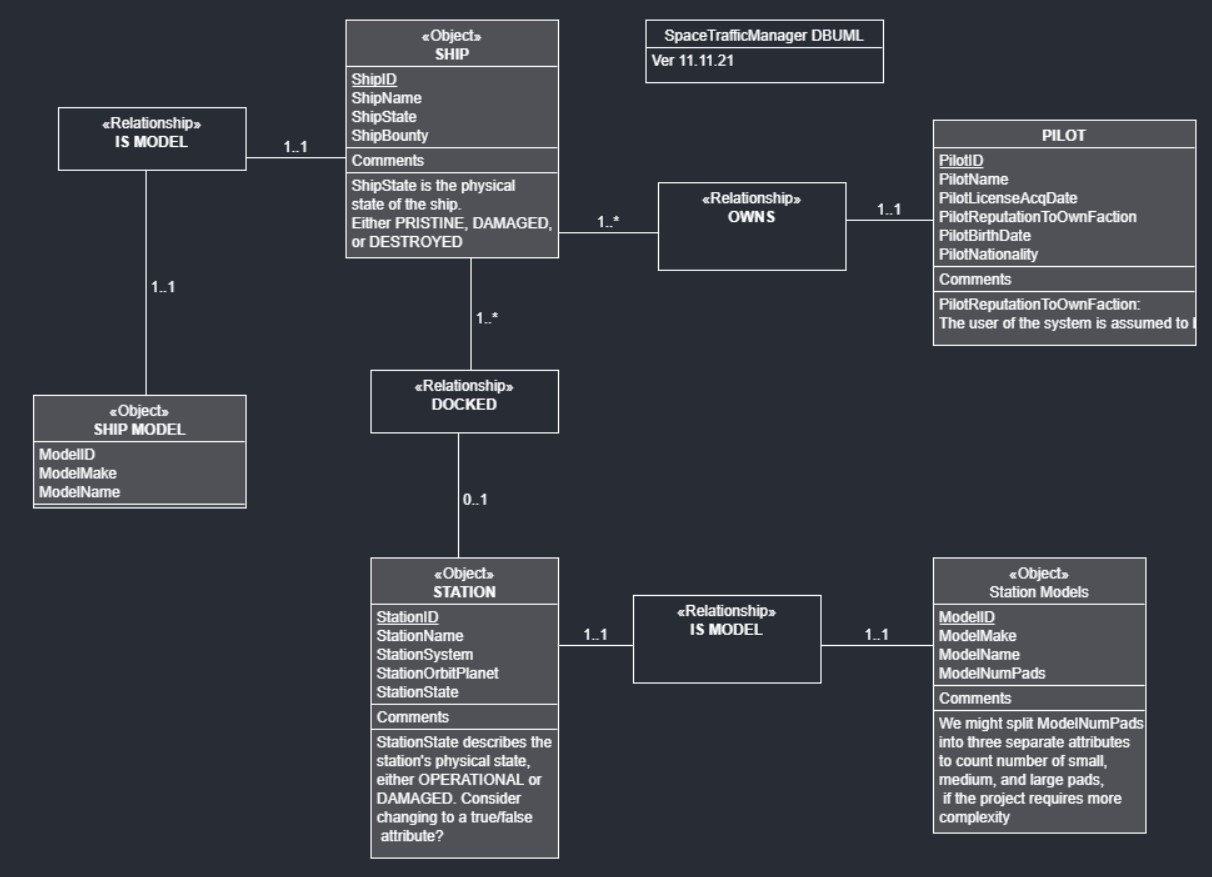 «Object»
SHIP
ShipID
ShipName
ShipState
ShipBounty
Comments
ShipState is the physical
state of the ship.
Either PRISTINE, DAMAGED,
or DESTROYED
SpaceTrafficManager DBUML
Ver 11.11.21
«Relationship»
IS MODEL
1..1
1..1
«Relationship»
OWNS
1..*
1..1
PILOT
PilotID
PilotName
PilotLicenseAcqDate
PilotReputationToOwnFaction
PilotBirthDate
PilotNationality
Comments
PilotReputationToOwnFaction:
The user of the system is assumed to
1..*
«Relationship»
DOCKED
0..1
«Object»
SHIP MODEL
ModelID
ModelMake
ModelName
«Object»
STATION
StationID
StationName
StationSystem
StationOrbitPlanet
StationState
Comments
StationState describes the
station's physical state,
either OPERATIONAL or
DAMAGED. Consider
changing to a true/false
attribute?
«Relationship»
IS MODEL
1..1
1..1
«Object»
Station Models
ModelID
ModelMake
ModelName
ModelNumPads
Comments
We might split ModelNumPads
into three separate attributes
to count number of small,
medium, and large pads,
if the project requires more
complexity